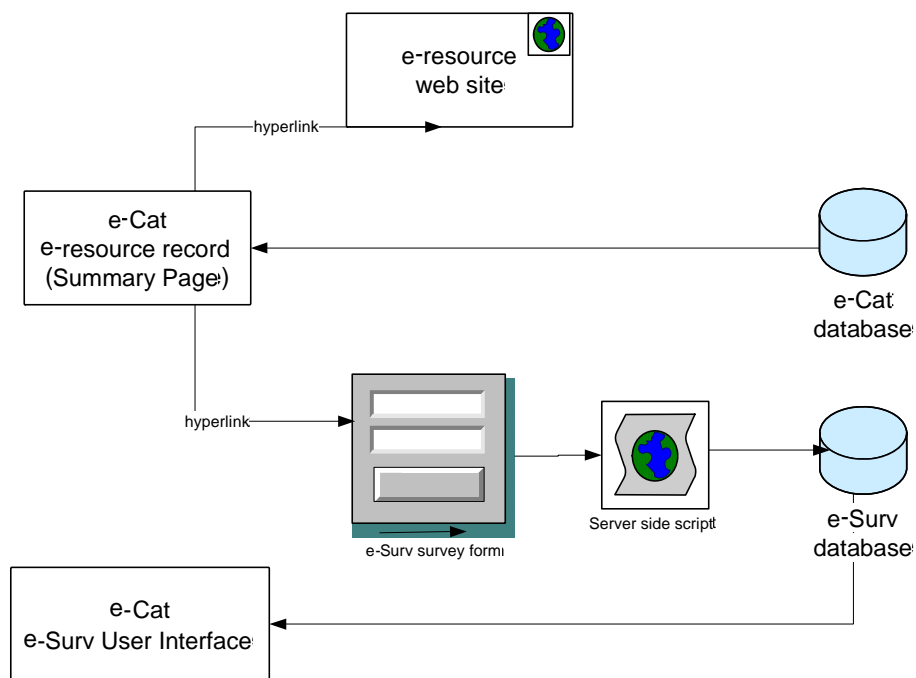 e-resource
web site
hyperlink
e-Cat
e-resource record
(Summary Page)
e-Cat
database
hyperlink
e-Surv survey form
Server side script
e-Surv
database
e-Cat
e-Surv User Interface